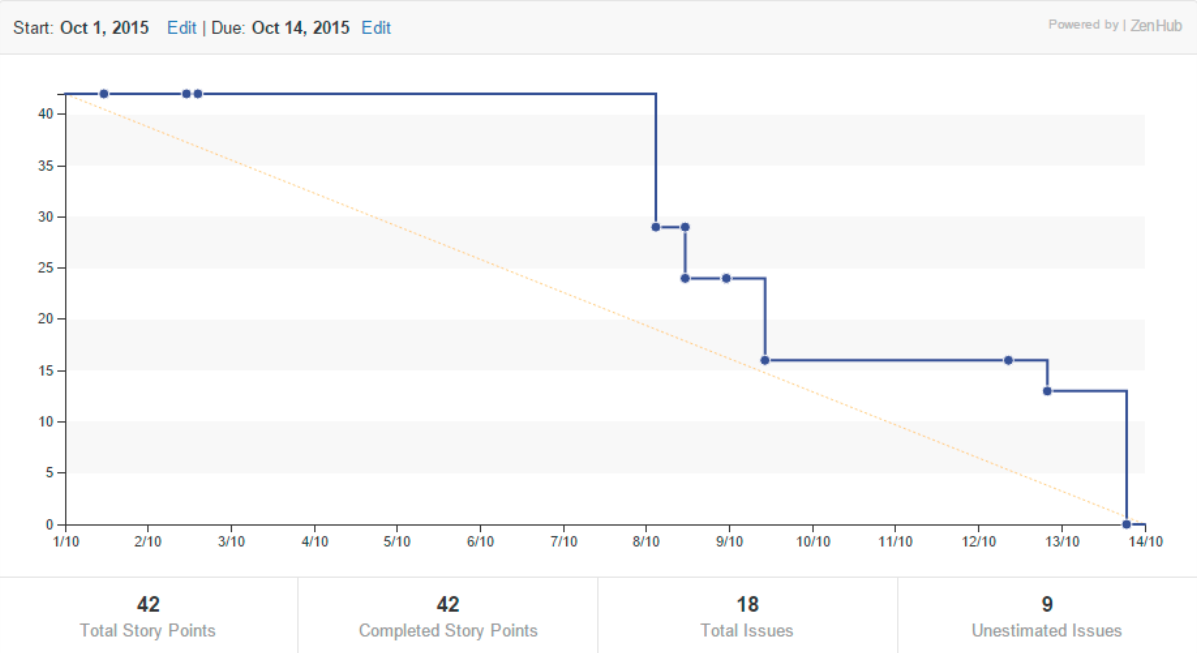 Start: Oct 1, 2015 Edit | Due: Oct 14, 2015 Edit
Powered by | ZenHub
40
35
30
25
20
15
10
5
0
1/10 2/10 3/10 4/10 5/10 6/10 7/10 8/10 9/10 10/10 11/10 12/10 13/10 14/10
42 42 18 9
Total Story Points Completed Story Points Total Issues Unestimated Issues